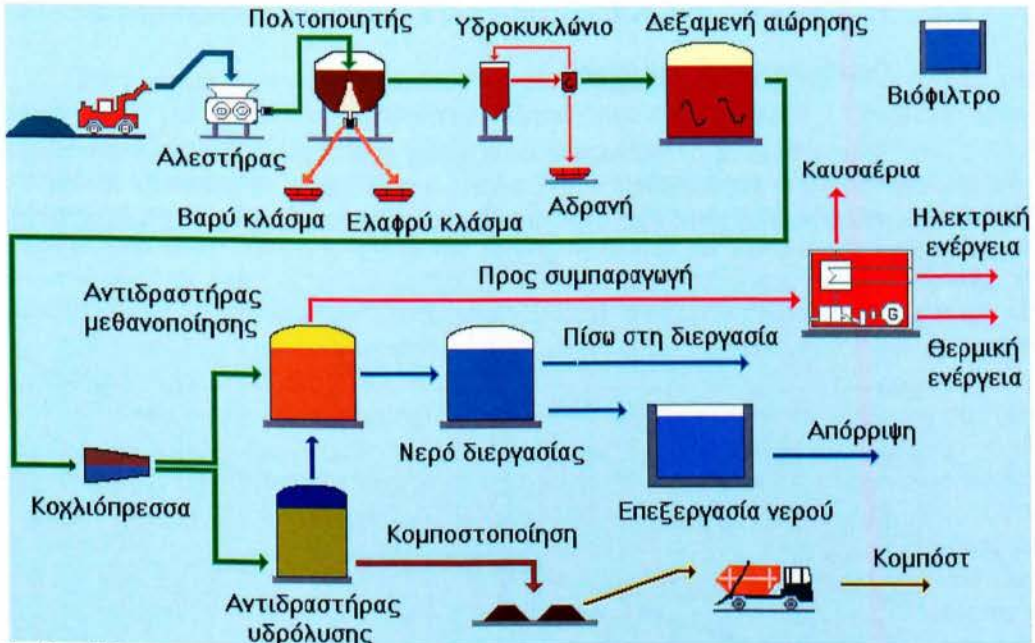 Πολτοποιητής
Υδροκυκλώνιο
Δεξαμενή αιώρησης
Βιόφιλτρο
Αλεστήρας
Βαρύ κλάσμα
Ελαφρύ κλάσμα
Αδρανή
Καυσαέρια
Ηλεκτρική
ενέργεια
Προς συμπαραγωγή
Αντιδραστήρας
μεθανοποίησης
G
Πίσω στη διεργασία
Θερμική
ενέργεια
Νερό διεργασίας
Απόρριψη
Κοχλιόπρεσσα
Επεξεργασία νερού
Κομποστοποίηση
Κομπόστ
Αντιδραστήρας
υδρόλυσης